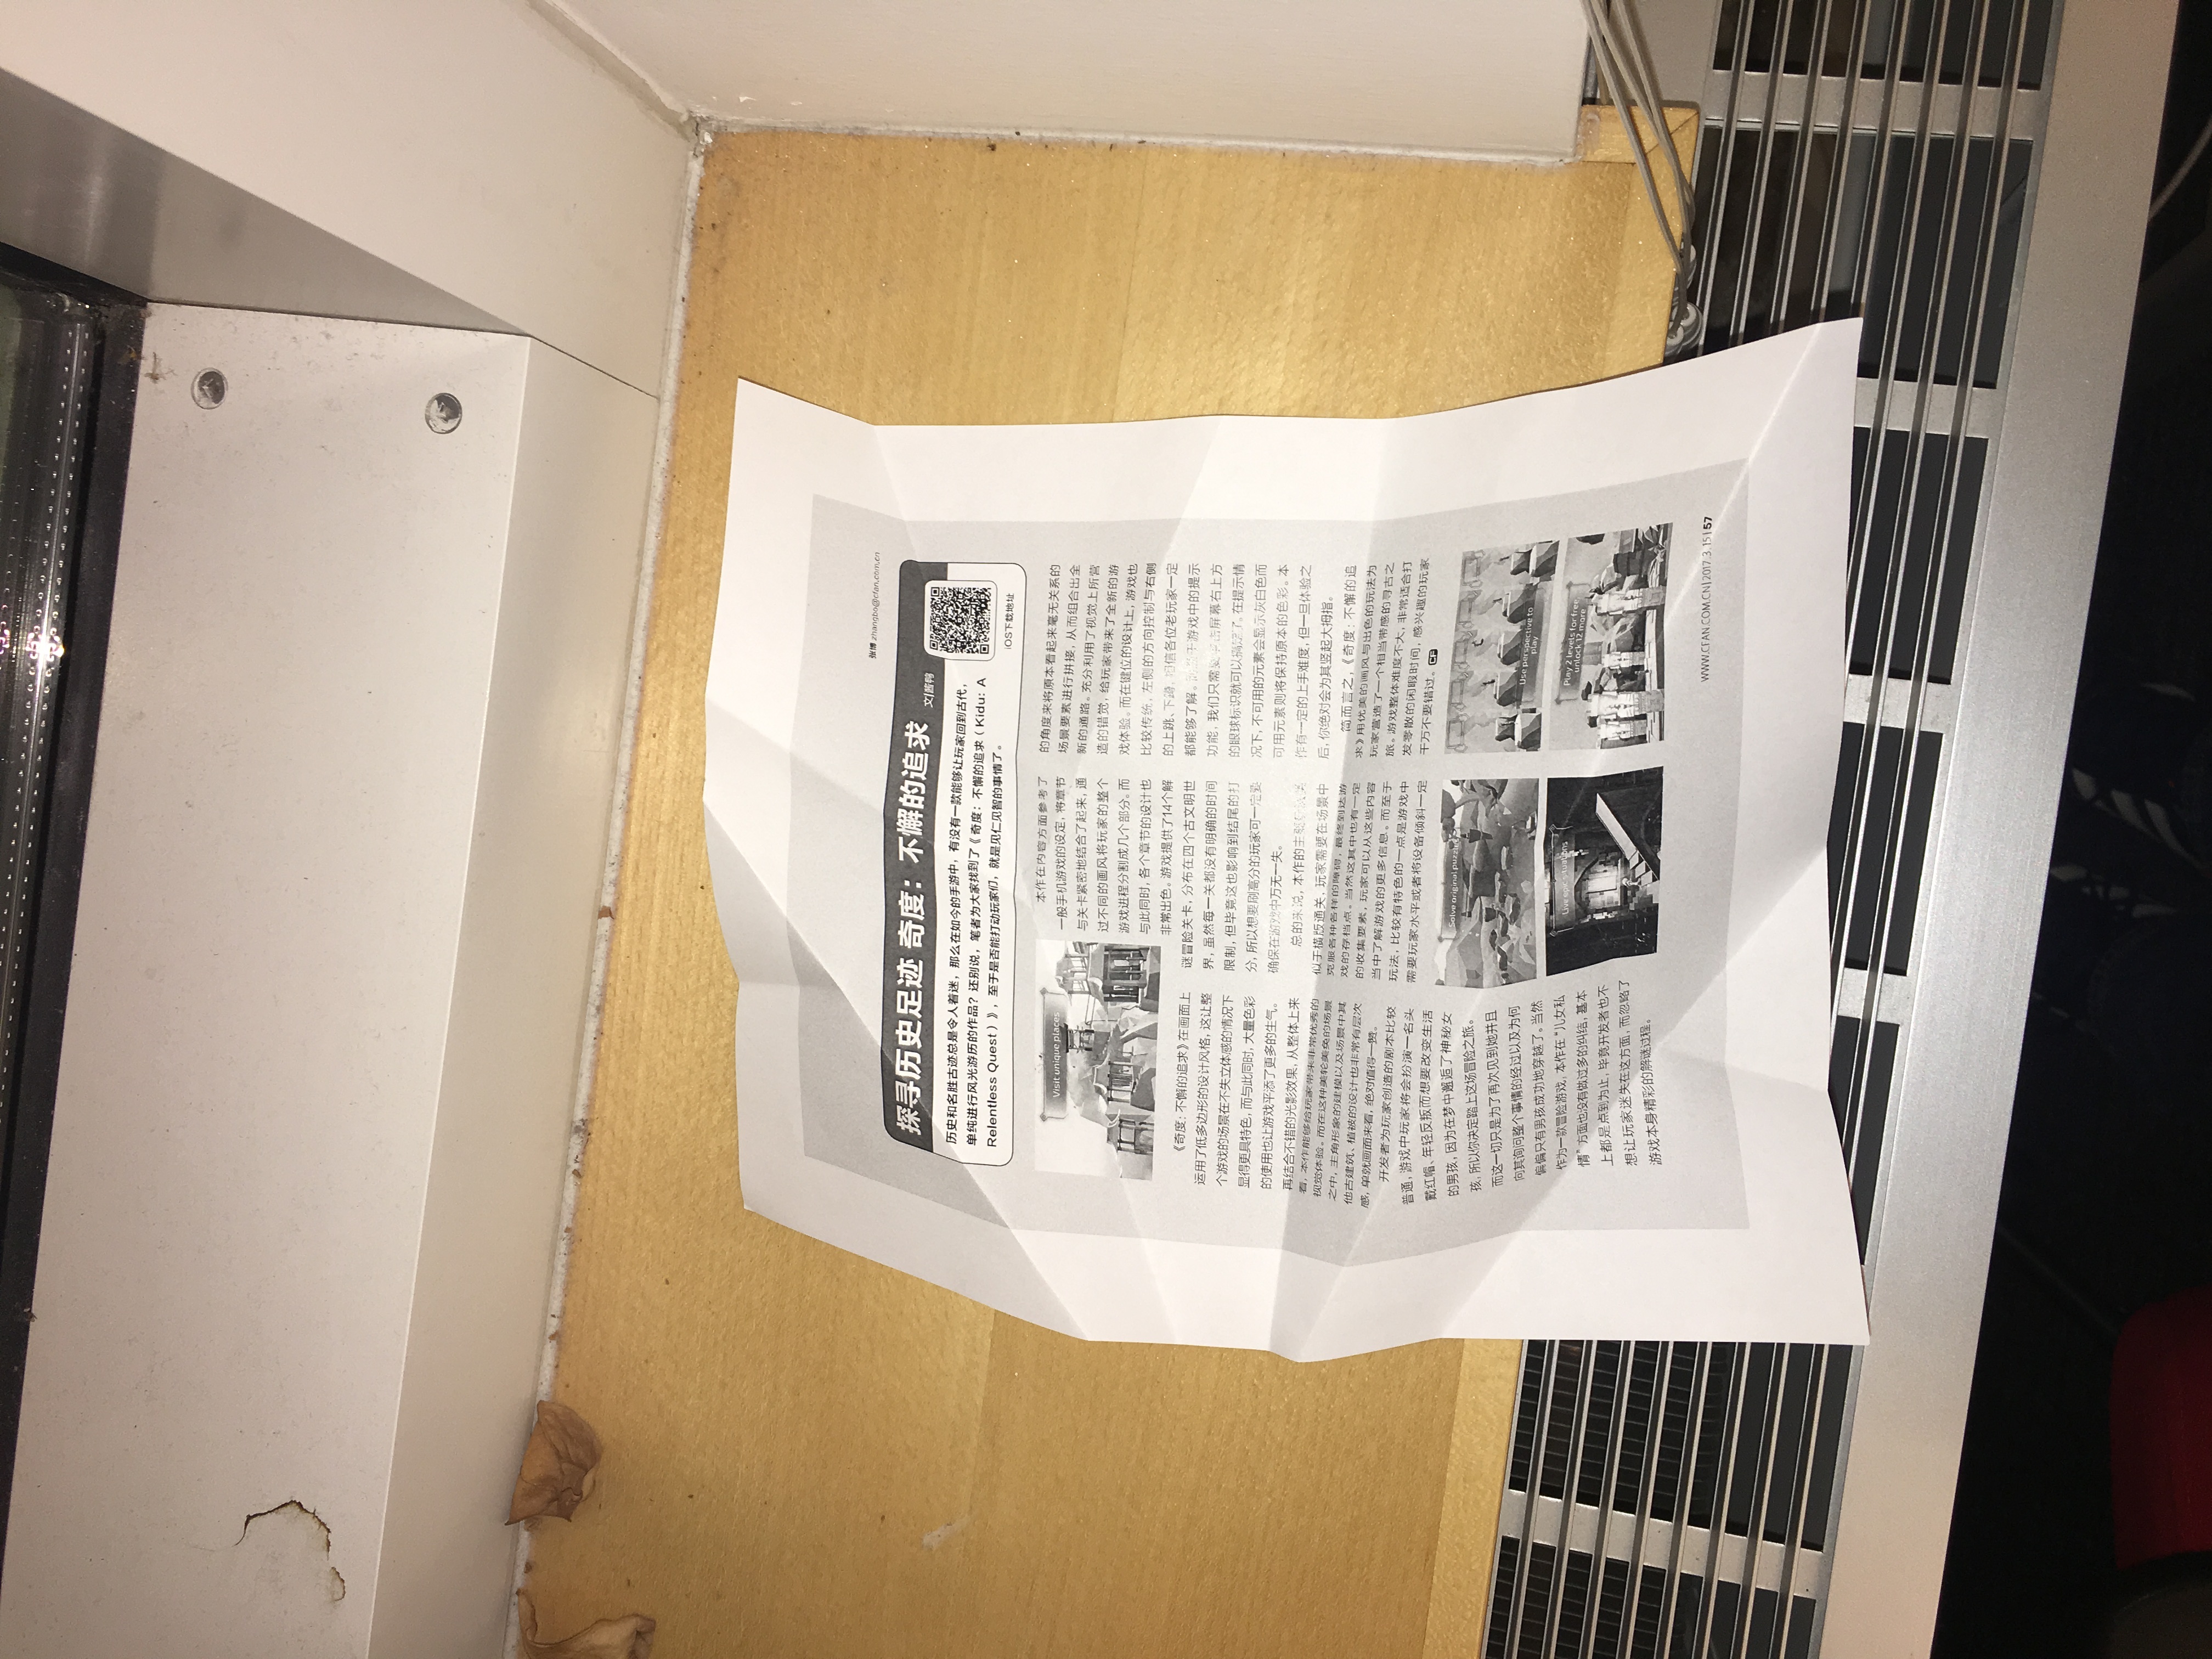 张博 zhangbo@cfan.com.cn
探寻历史足迹 奇度：不懈的追求
文|酱鸭
历史和名胜古迹总是令人着迷，那么在如今的手游中，有没有一款能够让玩家回到古代，
单纯进行风光游历的作品？还别说，笔者为大家找到了《奇度：不懈的追求（Kidu: A
Relentless Quest）》，至于是否能打动玩家们，就是见仁见智的事情了。
iOS下载地址
Visit unique places
《奇度：不懈的追求》在画面上
运用了低多边形的设计风格，这让整
个游戏的场景在不失立体感的情况下
显得更具特色，而与此同时，大量色彩
的使用也让游戏平添了更多的生气。
再结合不错的光影效果，从整体上来
看，本作能够给玩家带来非常优秀的
视觉体验。而在这种美轮美奂的场景
之中，主角形象的建模以及场景中其
他古建筑、植被的设计也非常有层次
感，单就画面来看，绝对值得一赞。
开发者为玩家创造的剧本比较
普通，游戏中玩家将会扮演一名头
戴红帽、年轻反叛而想要改变生活
的男孩，因为在梦中邂逅了神秘女
孩，所以你决定踏上这场冒险之旅。
而这一切只是为了再次见到她并且
向其询问整个事情的经过以及为何
偏偏只有男孩成功地穿越了。当然
作为一款冒险游戏，本作在“儿女私
情”方面也没有做过多的纠结，基本
上都是点到为止，毕竟开发者也不
想让玩家迷失在这方面，而忽略了
游戏本身精彩的解谜过程。
本作在内容方面参考了
一般手机游戏的设定，将章节
与关卡紧密地结合了起来，通
过不同的画风将玩家的整个
游戏进程分割成几个部分。而
与此同时，各个章节的设计也
非常出色。游戏提供了14个解
谜冒险关卡，分布在四个古文明世
界，虽然每一关都没有明确的时间
限制，但毕竟这也影响到结尾的打
分，所以想要刷高分的玩家可一定要
确保在游戏中万无一失。
总的来说，本作的主题
似于横版通关，玩家需要在场景中
克服各种各样的障碍，最终到达游
戏的存档点。当然这其中也有一定
的收集要素，玩家可以从这些内容
当中了解游戏的更多信息。而至于
玩法，比较有特色的一点是游戏中
需要玩家水平或者将设备倾斜一定
Solve original puzzles
Live epic situations
的角度来将原本看起来毫无关系的
场景要素进行拼接，从而组合出全
新的通路。充分利用了视觉上所营
造的错觉，给玩家带来了全新的游
戏体验。而在键位的设计上，游戏也
比较传统，左侧的方向控制与右侧
的上跳、下蹲，相信各位老玩家一定
都能够了解。于游戏中的提示
功能，我们只需要点击屏幕右上方
的眼球标识就可以搞定了。在提示情
况下，不可用的元素会显示灰白色而
可用元素则将保持原本的色彩。本
作有一定的上手难度，但一旦体验之
后，你绝对会为其竖起大拇指。
简而言之，《奇度：不懈的追
求》用优美的画风与出色的玩法为
玩家营造了一个相当带感的寻古之
旅。游戏整体难度不大，非常适合打
发零散的闲暇时间，感兴趣的玩家
千万不要错过。CF
Use perspective to
play
Play 2 levels for free,
unlock 12 more
WWW.CFAN.COM.CN|2017.3.15|57